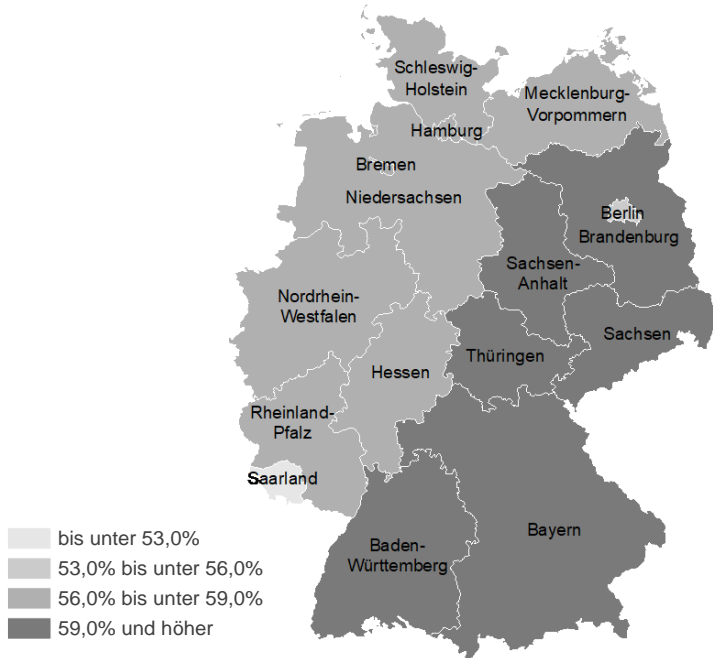 Schleswig-
Holstein
Mecklenburg-
Vorpommern
Hamburg
Bremen
Niedersachsen
Berlin
Brandenburg
Sachsen-
Anhalt
Nordrhein-
Westfalen
Sachsen
Thüringen
Hessen
Rheinland-
Pfalz
Saarland
Bayern
Baden-
Württemberg
bis unter 53,0%
53,0% bis unter 56,0%
56,0% bis unter 59,0%
59,0% und höher